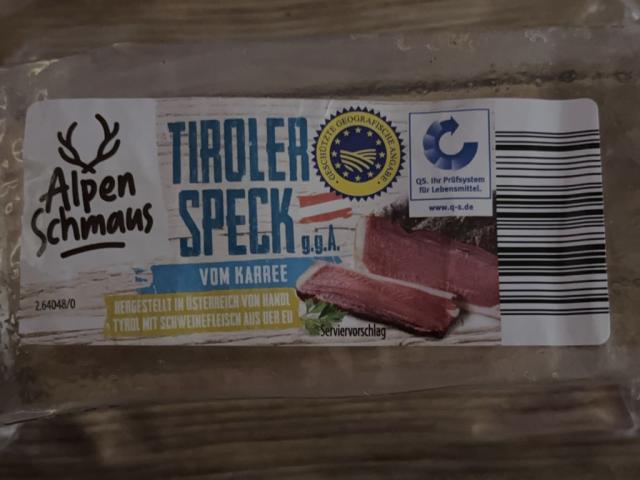 Alpen
Schmaus
TIROLER
SPECK
g.g.A.
VOM KARREE
HERGESTELLT IN ÖSTERREICH VON HANDL
TYROL MIT SCHWEINEFLEISCH AUS DER EU
2.64048/0
Serviervorschlag
GESCHÜTZTE GEOGRAFISCHE ANGABE
QS. Ihr Prüfsystem
für Lebensmittel.
www.q-s.de